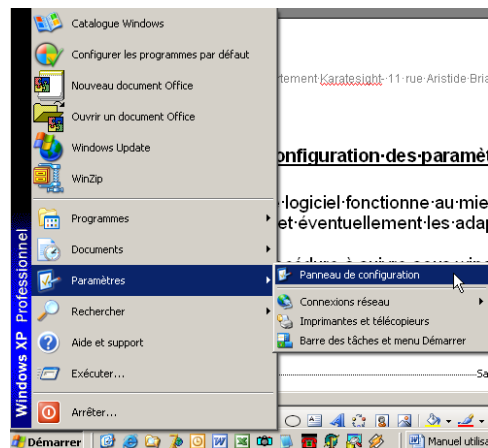 Catalogue Windows
Configurer les programmes par défaut
Nouveau document Office
Ouvrir un document Office
Windows Update
WinZip
Programmes
Documents
Paramètres
Rechercher
Aide et support
Exécuter...
Arrêter...
Windows XP Professionnel
Panneau de configuration
Connexions réseau
Imprimantes et télécopieurs
Barre des tâches et menu Démarrer
tement·Karatesight·-11·rue·Aristide·Bria
onfiguration·des·paramèt
logiciel·fonctionne·au·mie
et·éventuellement·les·adap
Sa
Démarrer
Manuel utilisa